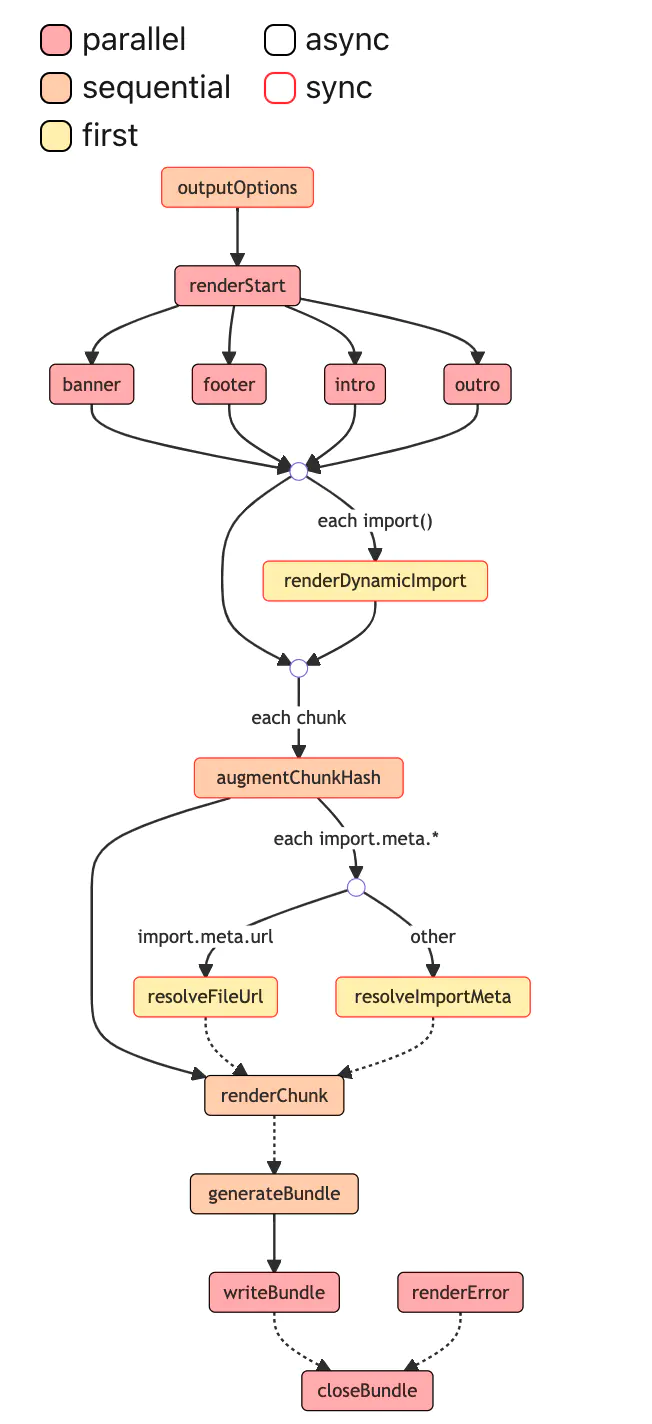 parallel async
sequential sync
first
outputOptions
renderStart
banner footer intro outro
each import()
renderDynamicImport
each chunk
augmentChunkHash
each import.meta.*
import.meta.url other
resolveFileUrl resolveImportMeta
renderChunk
generateBundle
writeBundle renderError
closeBundle